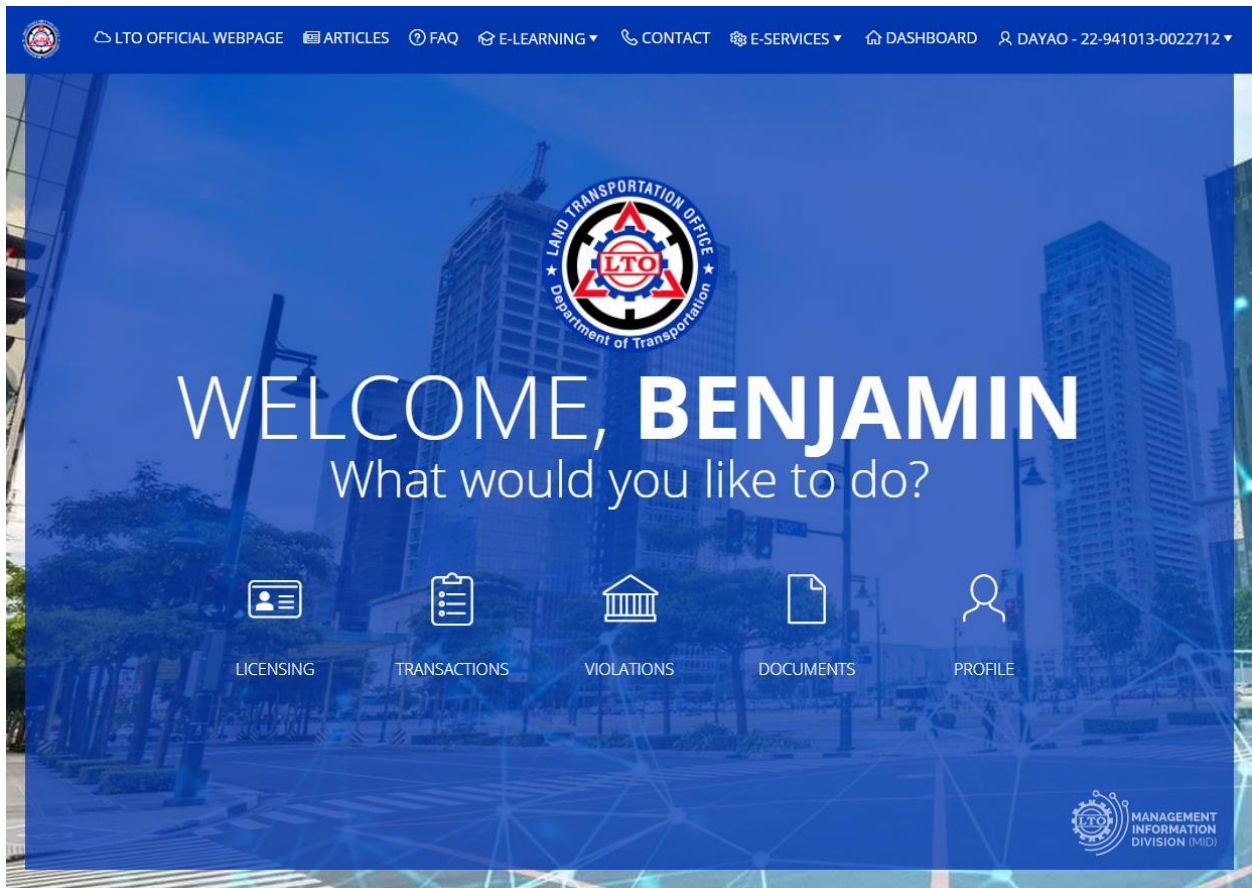 LTO OFFICIAL WEBPAGE ARTICLES FAQ E-LEARNING CONTACT E-SERVICES DASHBOARD DAYAO - 22-941013-0022712
LAND TRANSPORTATION OFFICE
LTO
Department of Transportation
WELCOME, BENJAMIN
What would you like to do?
LICENSING TRANSACTIONS VIOLATIONS DOCUMENTS PROFILE
LTO
MANAGEMENT
INFORMATION
DIVISION (MID)